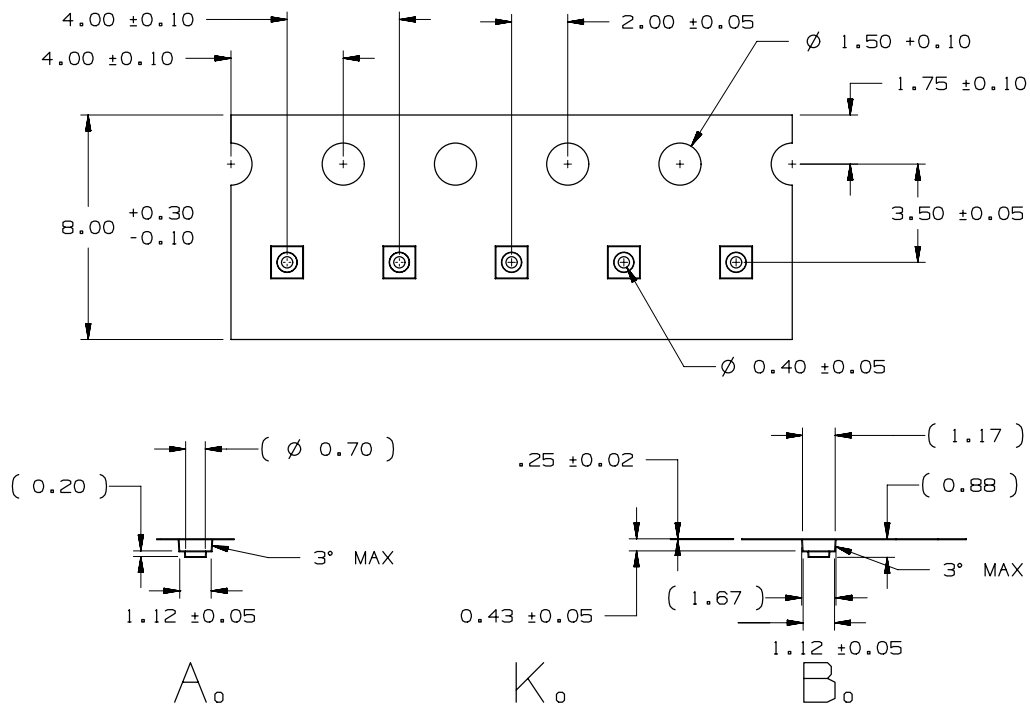 4.00 ±0.10
2.00 ±0.05
Ø 1.50 +0.10
4.00 ±0.10
1.75 ±0.10
8.00 +0.30 -0.10
3.50 ±0.05
Ø 0.40 ±0.05
( Ø 0.70 )
( 1.17 )
.25 ±0.02
( 0.20 )
( 0.88 )
3° MAX
3° MAX
1.12 ±0.05
0.43 ±0.05
( 1.67 )
1.12 ±0.05
Ao
Ko
Bo